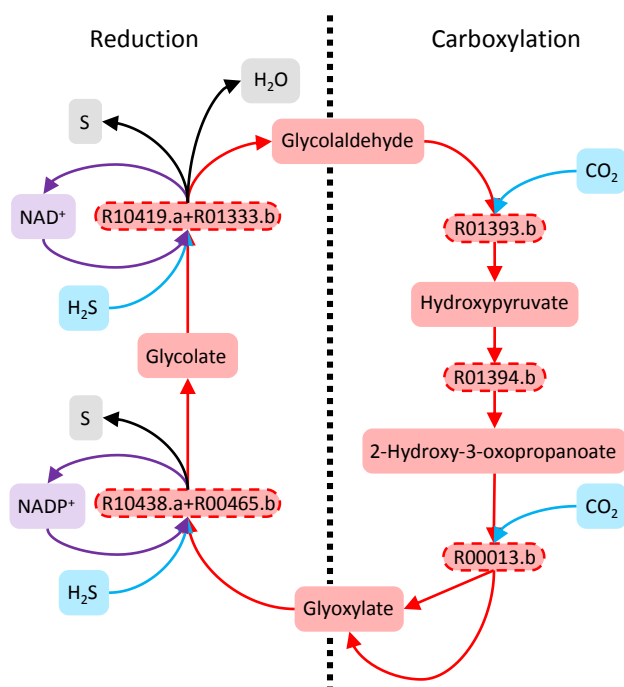 Reduction
Carboxylation
H₂O
S
Glycolaldehyde
CO₂
NAD⁺
R10419.a+R01333.b
R01393.b
H₂S
Hydroxypyruvate
Glycolate
R01394.b
S
2-Hydroxy-3-oxopropanoate
NADP⁺
R10438.a+R00465.b
CO₂
R00013.b
H₂S
Glyoxylate